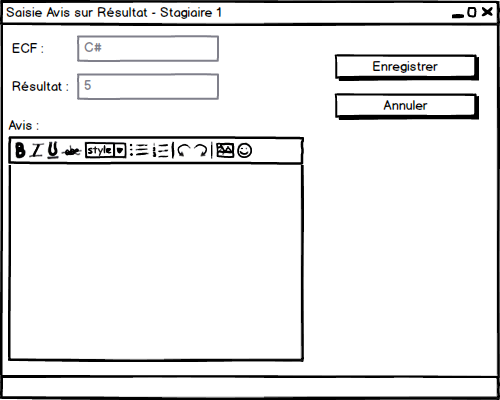 Saisie Avis sur Résultat - Stagiaire 1
ECF : C#
Enregistrer
Résultat : 5
Annuler
Avis :
B I U abc style